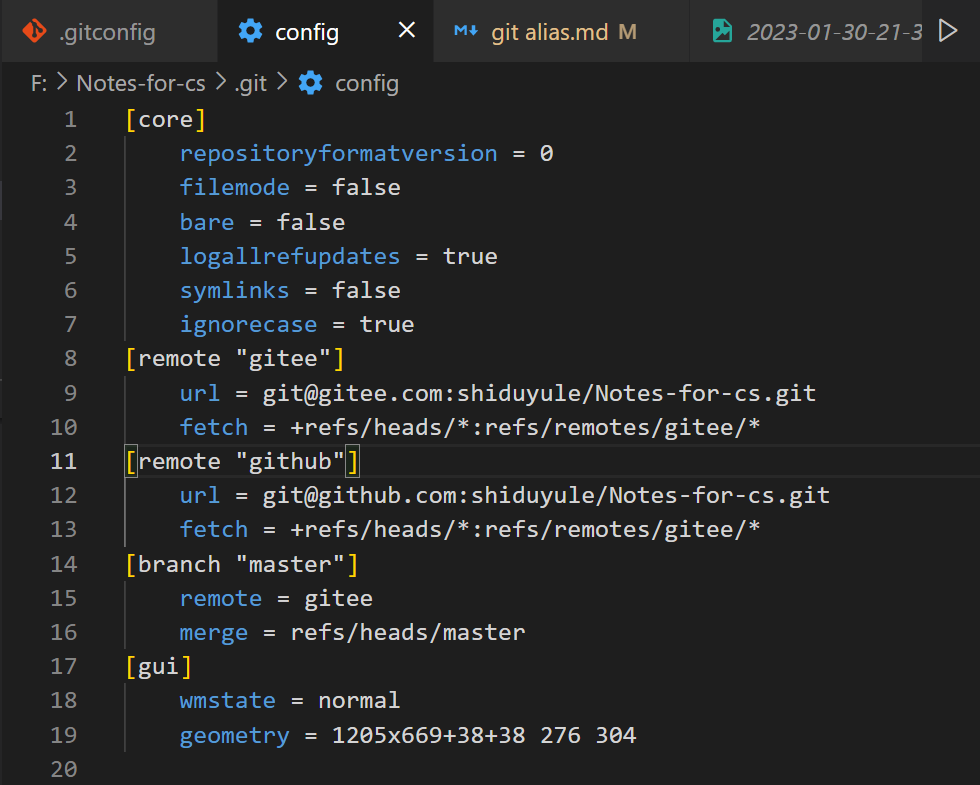 .gitconfig
config
git alias.md M
2023-01-30-21-3
F: > Notes-for-cs > .git > config
1 [core]
2 repositoryformatversion = 0
3 filemode = false
4 bare = false
5 logallrefupdates = true
6 symlinks = false
7 ignorecase = true
8 [remote "gitee"]
9 url = git@gitee.com:shiduyule/Notes-for-cs.git
10 fetch = +refs/heads/*:refs/remotes/gitee/*
11 [remote "github"]
12 url = git@github.com:shiduyule/Notes-for-cs.git
13 fetch = +refs/heads/*:refs/remotes/gitee/*
14 [branch "master"]
15 remote = gitee
16 merge = refs/heads/master
17 [gui]
18 wmstate = normal
19 geometry = 1205x669+38+38 276 304
20